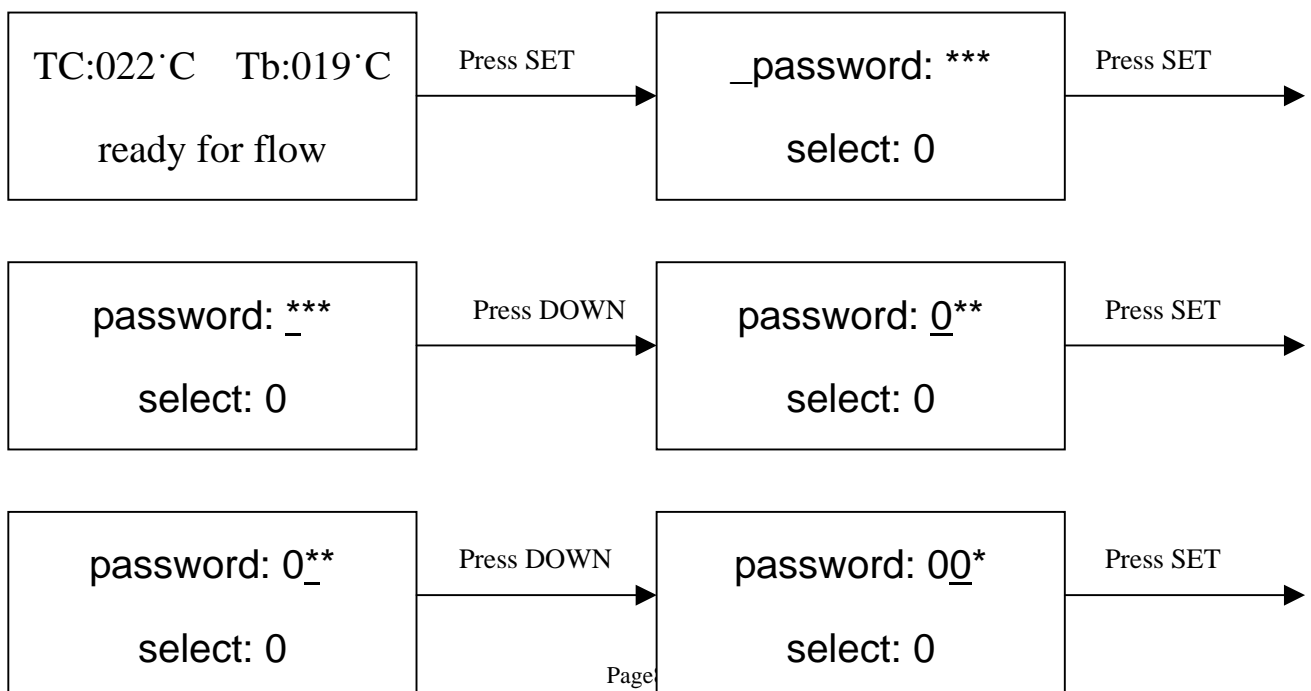 TC:022˙C Tb:019˙C
ready for flow
Press SET
_password: ***
select: 0
Press SET
password: ***
select: 0
Press DOWN
password: 0**
select: 0
Press SET
password: 0**
select: 0
Press DOWN
password: 00*
select: 0
Press SET
Page